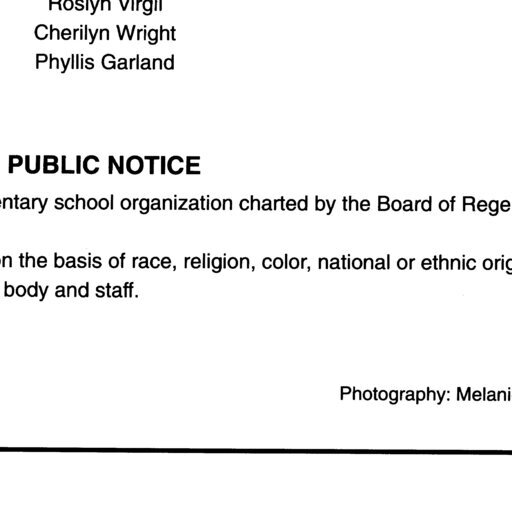 Roslyn Virgil
Cherilyn Wright
Phyllis Garland
PUBLIC NOTICE
entary school organization charted by the Board of Rege
n the basis of race, religion, color, national or ethnic orig
body and staff.
Photography: Melani